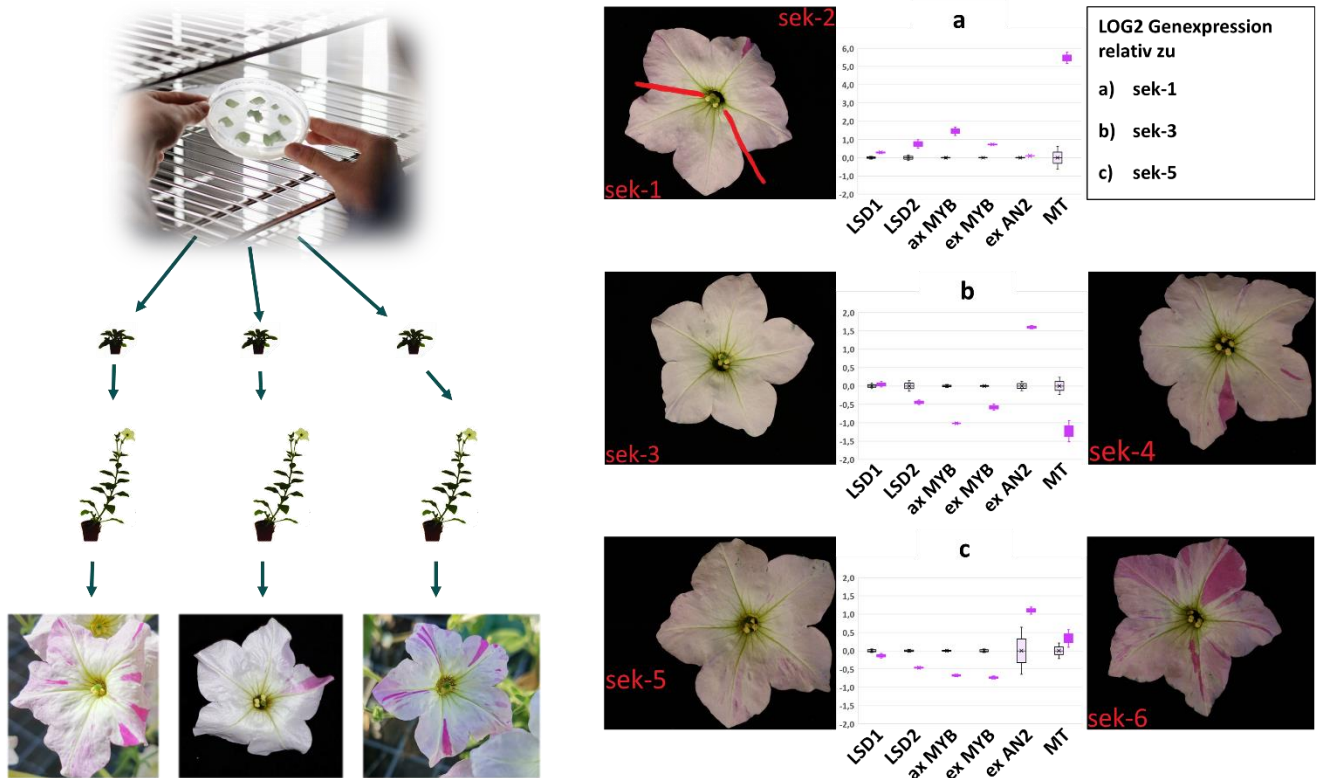 sek-2
sek-1
a
6,0
5,0
4,0
3,0
2,0
1,0
0,0
-1,0
-2,0
LSD1
LSD2
ax MYB
ex MYB
ex AN2
MT
LOG2 Genexpression
relativ zu
a) sek-1
b) sek-3
c) sek-5
sek-3
b
2,0
1,5
1,0
0,5
0,0
-0,5
-1,0
-1,5
-2,0
LSD1
LSD2
ax MYB
ex MYB
ex AN2
MT
sek-4
sek-5
c
2,0
1,5
1,0
0,5
0,0
-0,5
-1,0
-1,5
-2,0
LSD1
LSD2
ax MYB
ex MYB
ex AN2
MT
sek-6